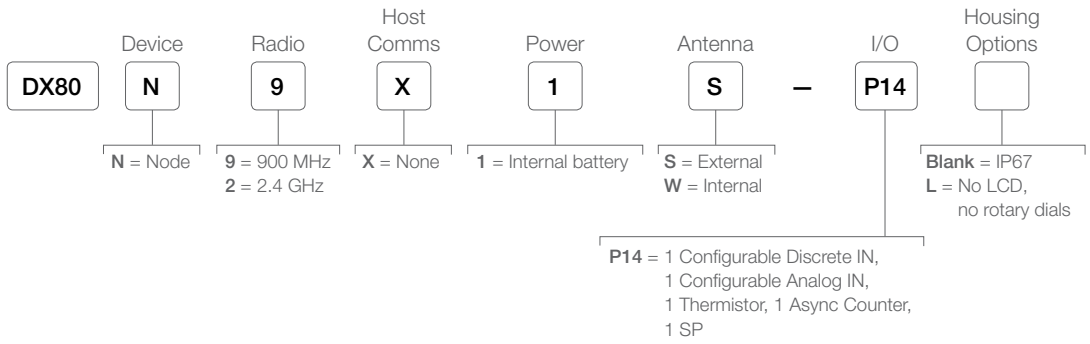 Device
Radio
Host
Comms
Power
Antenna
I/O
Housing
Options
DX80 N 9 X 1 S – P14
N = Node
9 = 900 MHz
2 = 2.4 GHz
X = None
1 = Internal battery
S = External
W = Internal
Blank = IP67
L = No LCD,
no rotary dials
P14 = 1 Configurable Discrete IN,
1 Configurable Analog IN,
1 Thermistor, 1 Async Counter,
1 SP